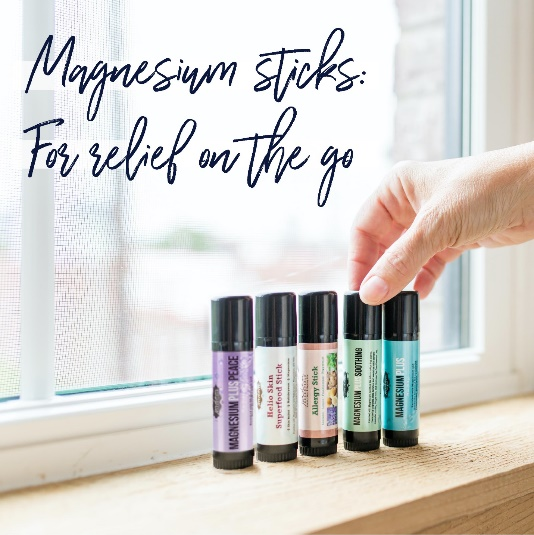 Magnesium sticks:
For relief on the go
MAGNESIUM PLUS PEACE
Hello Skin
Superfood Stick
Allergy Stick
MAGNESIUM PLUS SOOTHING
MAGNESIUM PLUS